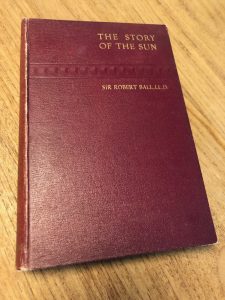 THE STORY
OF THE SUN
SIR ROBERT BALL, LL.D.